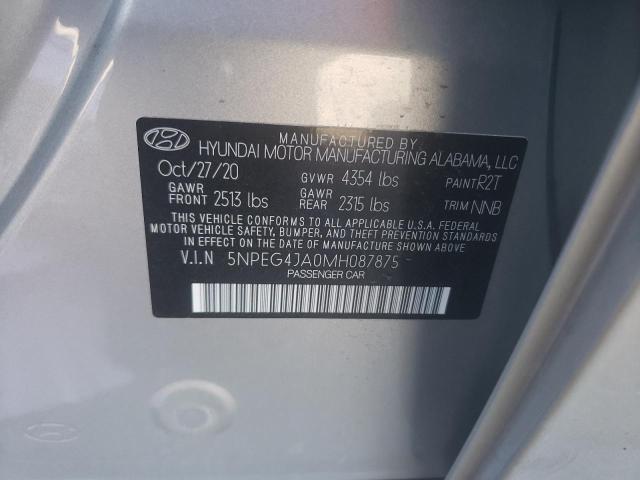 MANUFACTURED BY
HYUNDAI MOTOR MANUFACTURING ALABAMA, LLC
Oct/27/20 GVWR 4354 lbs PAINT R2T
GAWR FRONT 2513 lbs GAWR REAR 2315 lbs TRIM NNB
THIS VEHICLE CONFORMS TO ALL APPLICABLE U.S.A. FEDERAL
MOTOR VEHICLE SAFETY, BUMPER, AND THEFT PREVENTION STANDARDS
IN EFFECT ON THE DATE OF MANUFACTURE SHOWN ABOVE.
V.I.N 5NPEG4JA0MH087875
PASSENGER CAR